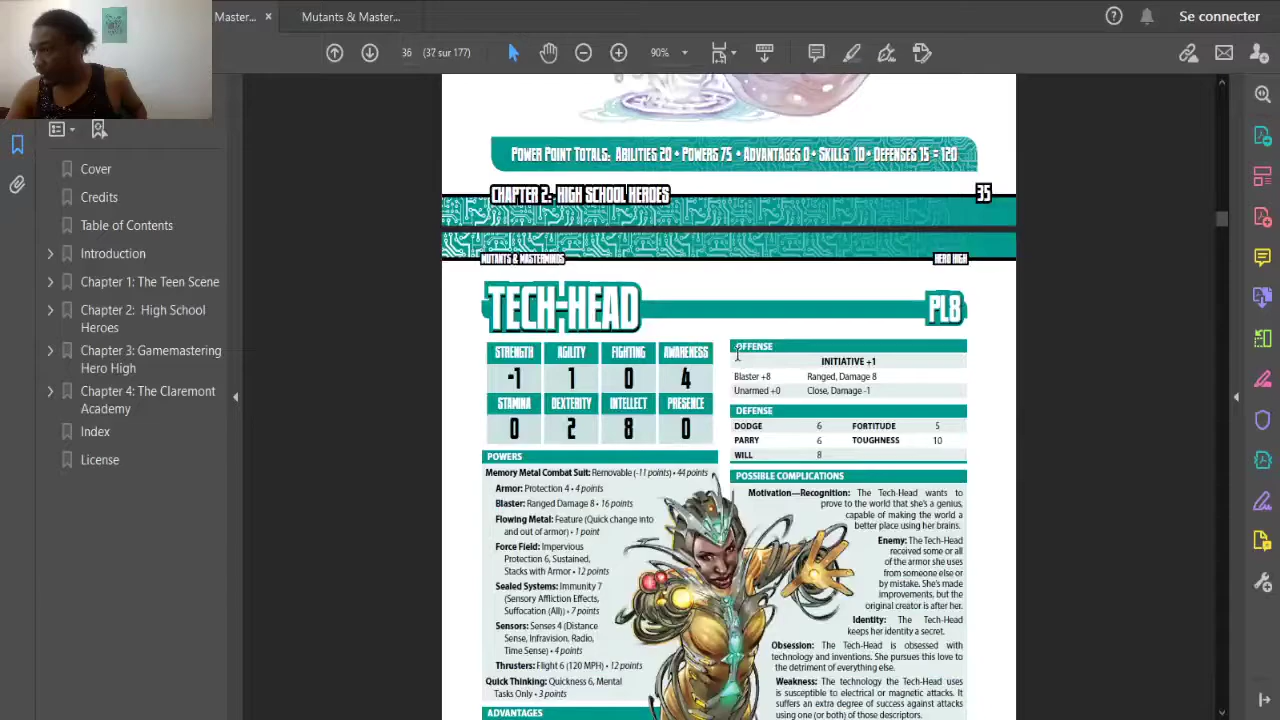 Master...
Mutants & Master...
Se connecter
36
(37 sur 177)
90%
Cover
Credits
Table of Contents
Introduction
Chapter 1: The Teen Scene
Chapter 2: High School
Heroes
Chapter 3: Gamemastering
Hero High
Chapter 4: The Claremont
Academy
Index
License
POWER POINT TOTALS: ABILITIES 20 • POWERS 75 • ADVANTAGES 0 • SKILLS 10 • DEFENSES 15 = 120
CHAPTER 2: HIGH SCHOOL HEROES
35
MUTANTS & MASTERMINDS
HERO HIGH
TECH-HEAD
PL8
STRENGTH AGILITY FIGHTING AWARENESS
-1 1 0 4
STAMINA DEXTERITY INTELLECT PRESENCE
0 2 8 0
POWERS
Memory Metal Combat Suit: Removable (-11 points) • 44 points
Armor: Protection 4 • 4 points
Blaster: Ranged Damage 8 • 16 points
Flowing Metal: Feature (Quick change into
and out of armor) • 1 point
Force Field: Impervious
Protection 6, Sustained,
Stacks with Armor • 12 points
Sealed Systems: Immunity 7
(Sensory Affliction Effects,
Suffocation (All)) • 7 points
Sensors: Senses 4 (Distance
Sense, Infravision, Radio,
Time Sense) • 4 points
Thrusters: Flight 6 (120 MPH) • 12 points
Quick Thinking: Quickness 6, Mental
Tasks Only • 3 points
ADVANTAGES
OFFENSE
INITIATIVE +1
Blaster +8 Ranged, Damage 8
Unarmed +0 Close, Damage -1
DEFENSE
DODGE 6 FORTITUDE 5
PARRY 6 TOUGHNESS 10
WILL 8
POSSIBLE COMPLICATIONS
Motivation—Recognition: The Tech-Head wants to
prove to the world that she's a genius,
capable of making the world a
better place using her brains.
Enemy: The Tech-Head
received some or all
of the armor she uses
from someone else or
by mistake. She's made
improvements, but the
original creator is after her.
Identity: The Tech-Head
keeps her identity a secret.
Obsession: The Tech-Head is obsessed with
technology and inventions. She pursues this love to
the detriment of everything else.
Weakness: The technology the Tech-Head uses
is susceptible to electrical or magnetic attacks. It
suffers an extra degree of success against attacks
using one (or both) of those descriptors.